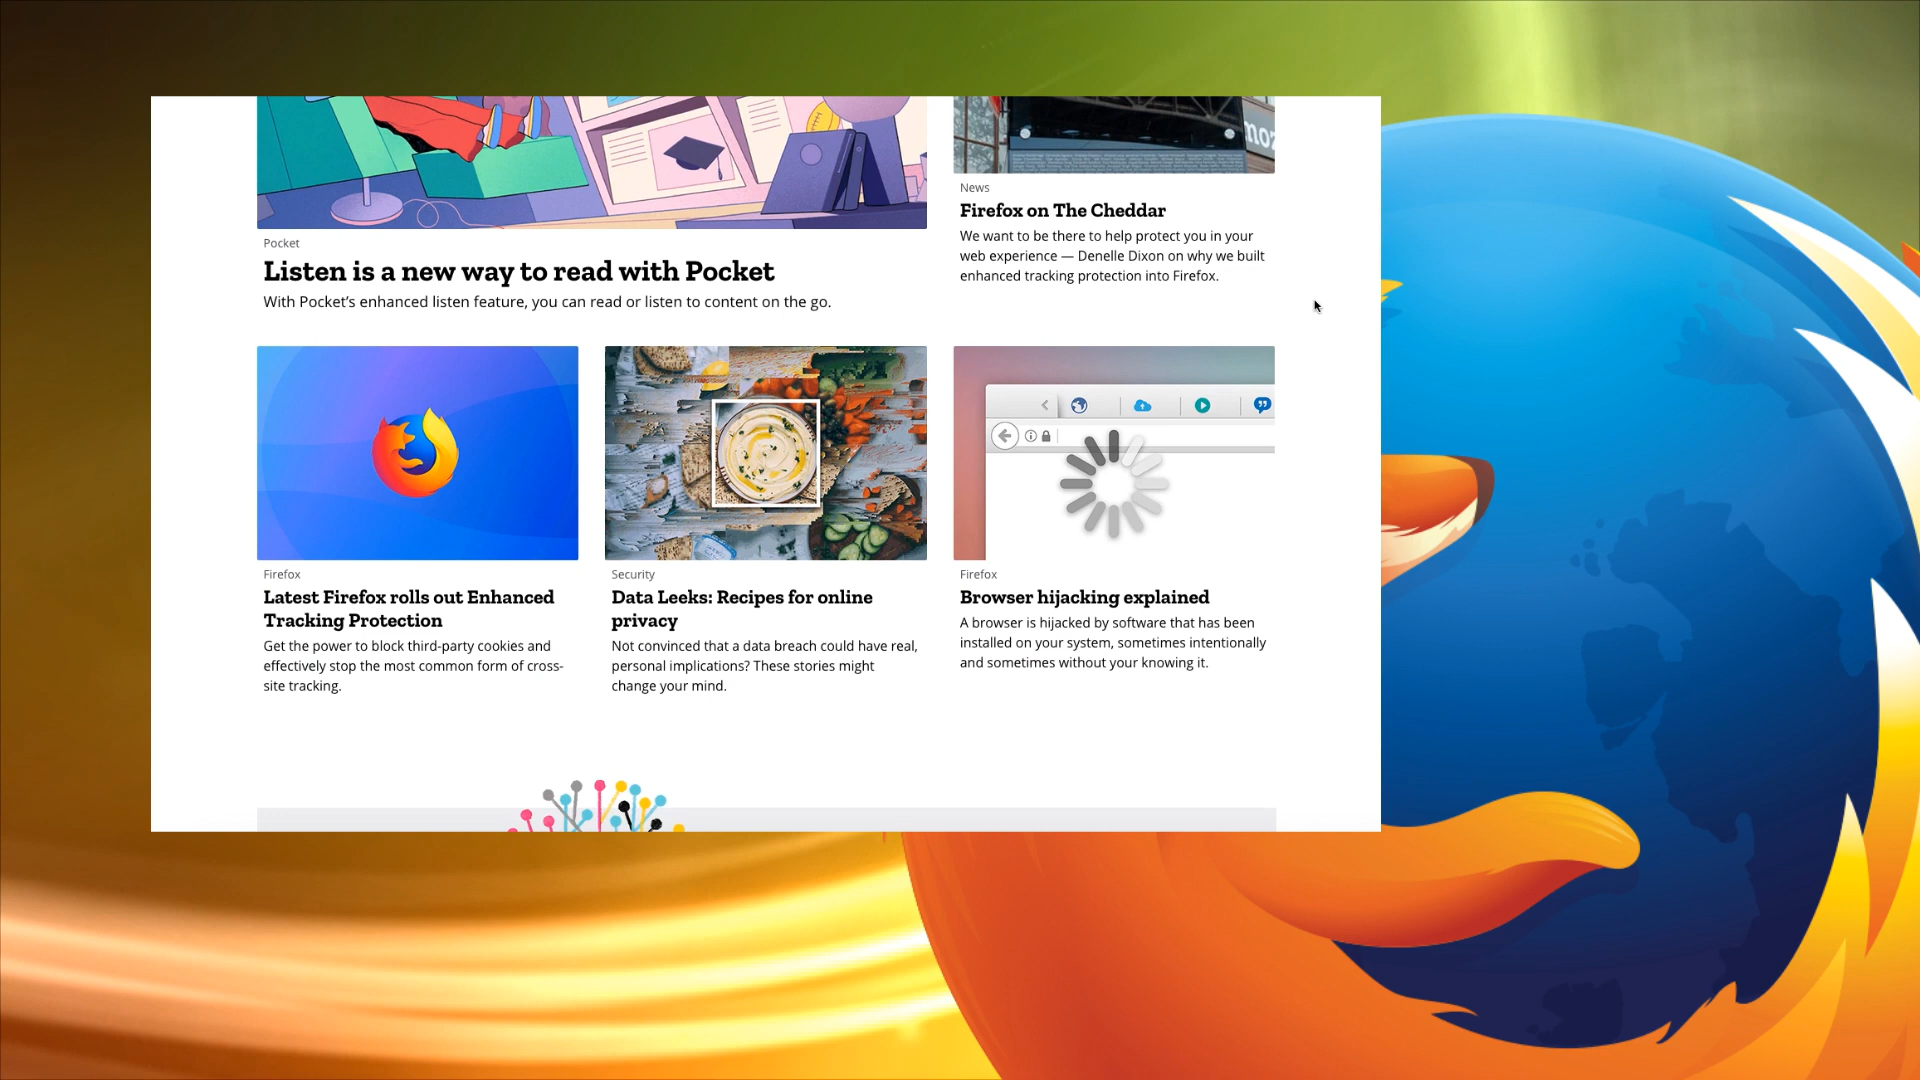 moz
Pocket
Listen is a new way to read with Pocket
With Pocket’s enhanced listen feature, you can read or listen to content on the go.
News
Firefox on The Cheddar
We want to be there to help protect you in your
web experience — Denelle Dixon on why we built
enhanced tracking protection into Firefox.
Firefox
Latest Firefox rolls out Enhanced
Tracking Protection
Get the power to block third-party cookies and
effectively stop the most common form of cross-
site tracking.
Security
Data Leeks: Recipes for online
privacy
Not convinced that a data breach could have real,
personal implications? These stories might
change your mind.
Firefox
Browser hijacking explained
A browser is hijacked by software that has been
installed on your system, sometimes intentionally
and sometimes without your knowing it.